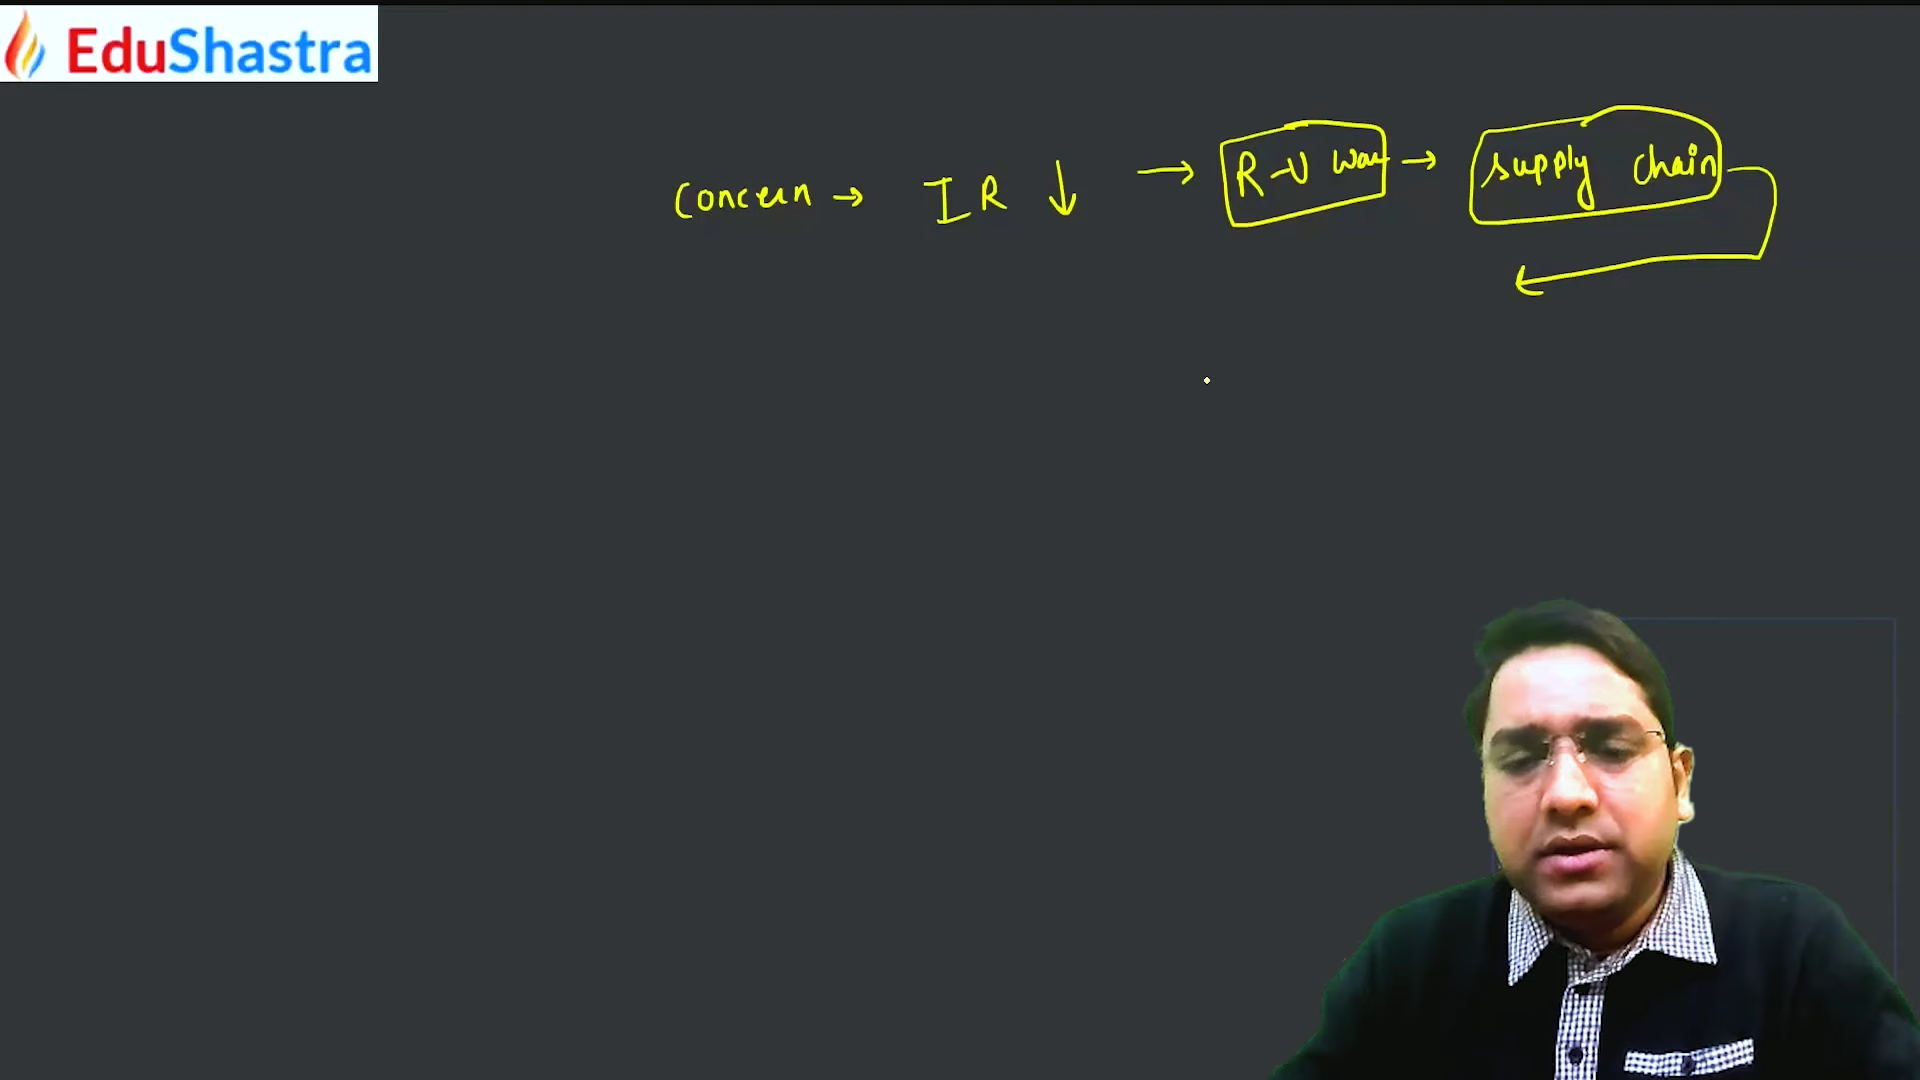 EduShastra
Concern → IR ↓ → R-U War → supply chain